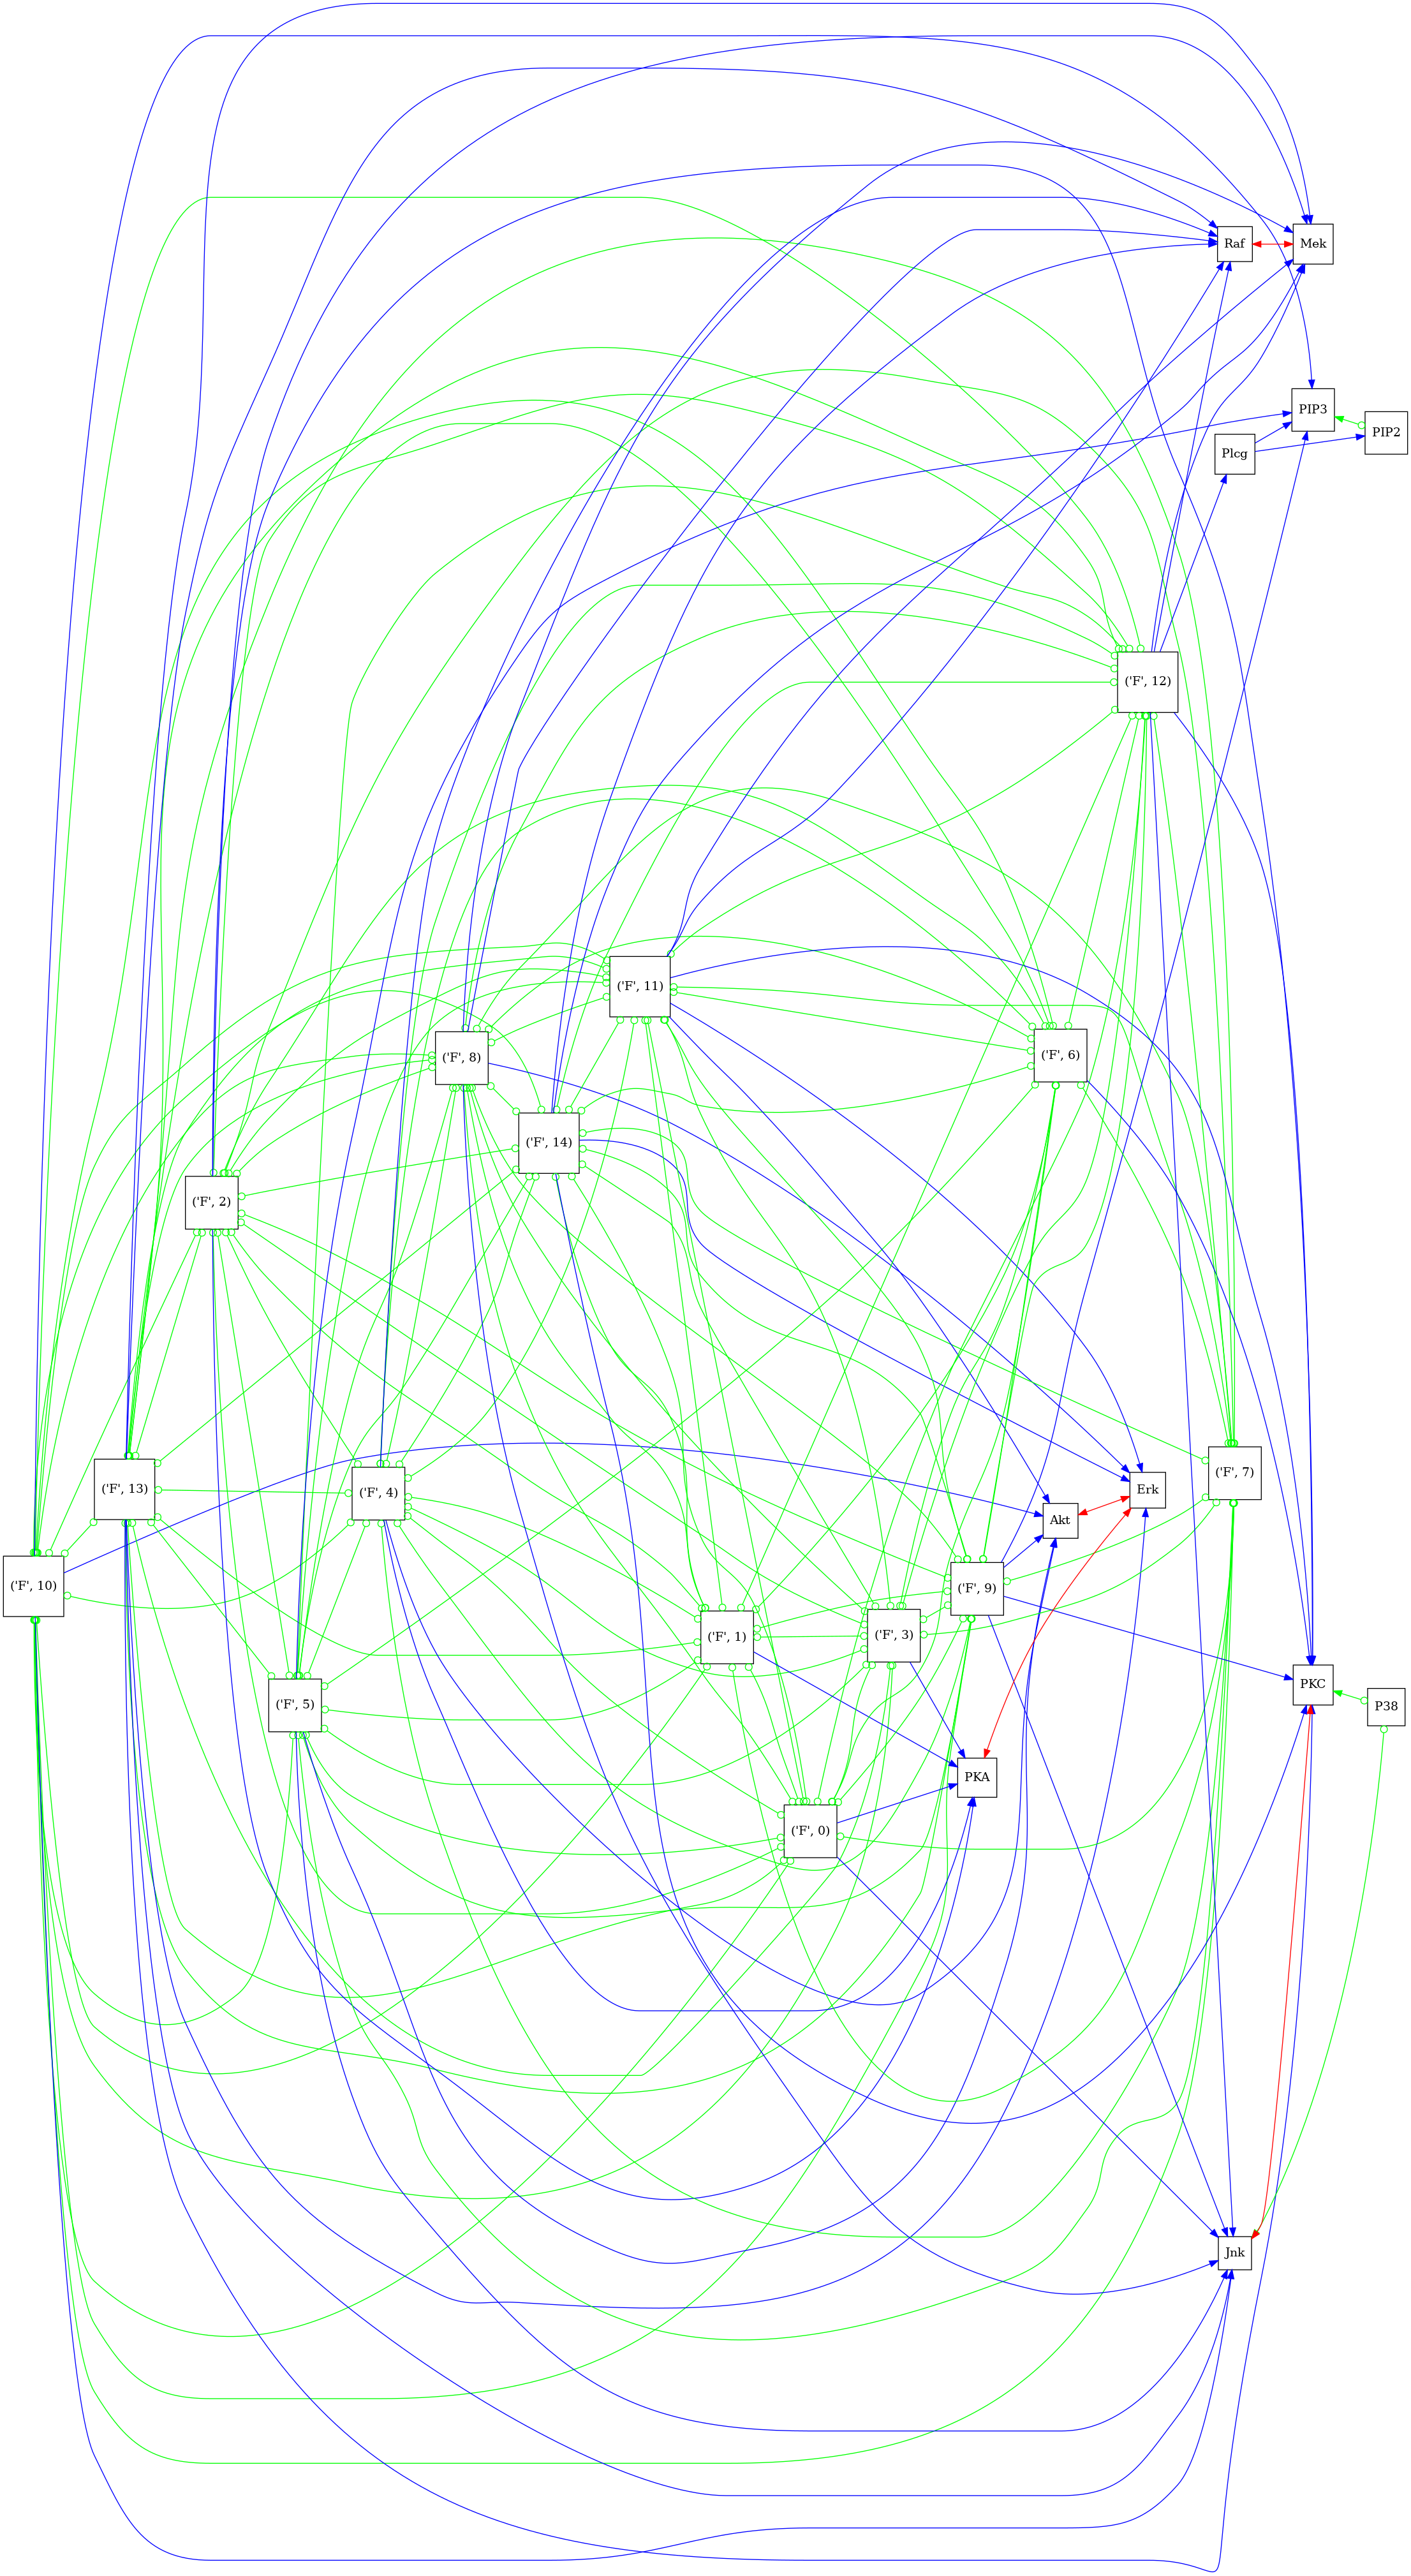 Raf
Mek
PIP3
PIP2
Plcg
('F', 12)
('F', 11)
('F', 8)
('F', 6)
('F', 14)
('F', 2)
('F', 7)
('F', 13)
('F', 4)
Erk
Akt
('F', 10)
('F', 9)
('F', 1)
('F', 3)
PKC
P38
('F', 5)
PKA
('F', 0)
Jnk